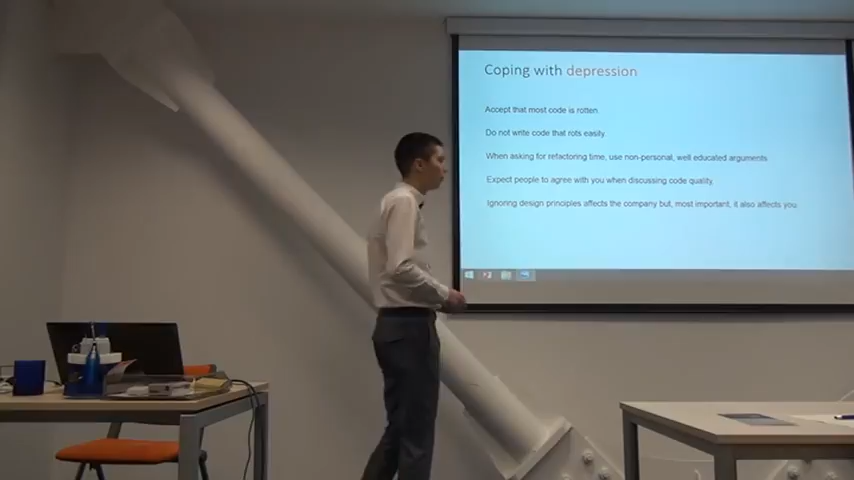 Coping with depression
Accept that most code is rotten.
Do not write code that rots easily.
When asking for refactoring time, use non-personal, well educated arguments.
Expect people to agree with you when discussing code quality.
Ignoring design principles affects the company but, most important, it also affects you.